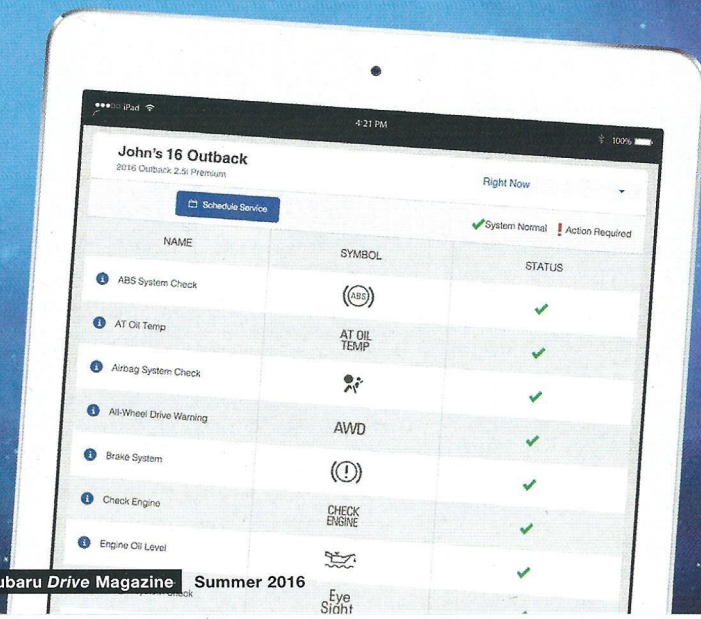 iPad
4:21 PM
100%
John's 16 Outback
2016 Outback 2.5i Premium
Right Now
Schedule Service
System Normal Action Required
NAME SYMBOL STATUS
ABS System Check (ABS)
AT Oil Temp AT OIL TEMP
Airbag System Check
All-Wheel Drive Warning AWD
Brake System (!)
Check Engine CHECK ENGINE
Engine Oil Level
Check Eye Sight
ubaru Drive Magazine Summer 2016